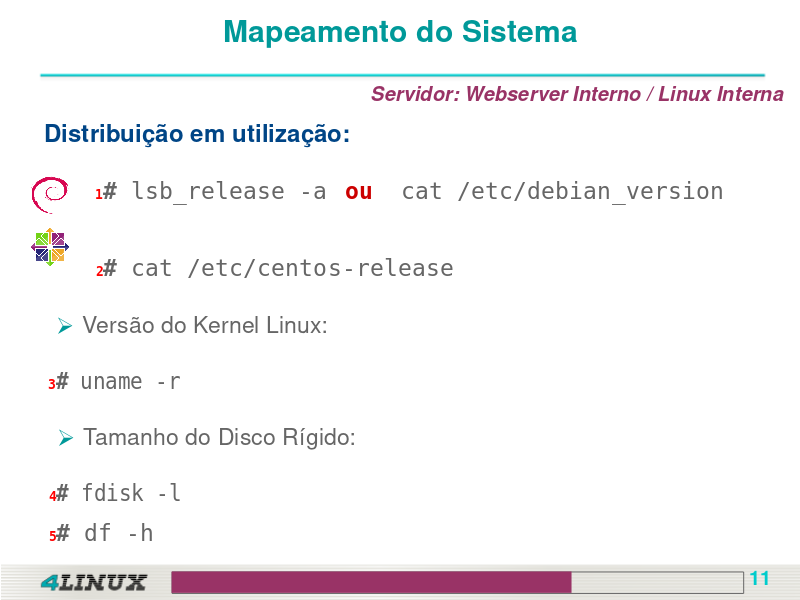 Mapeamento do Sistema
Servidor: Webserver Interno / Linux Interna
Distribuição em utilização:
1# lsb_release -a ou cat /etc/debian_version
2# cat /etc/centos-release
Versão do Kernel Linux:
3# uname -r
Tamanho do Disco Rígido:
4# fdisk -l
5# df -h
4LINUX
11